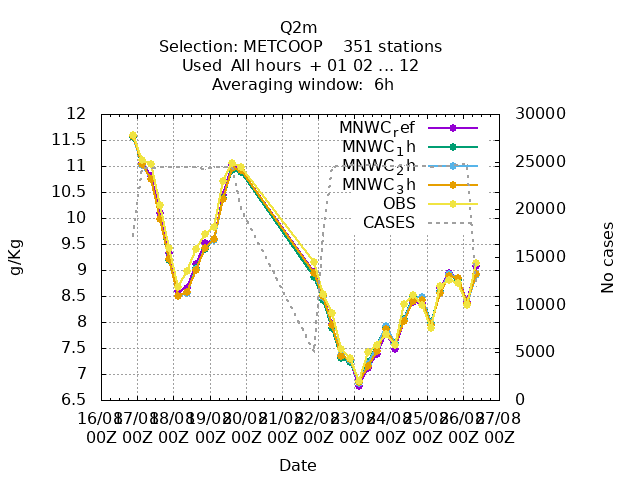 Q2m
Selection: METCOOP    351 stations
Used  All hours  + 01 02 ... 12
Averaging window:  6h
12
11.5
11
10.5
10
9.5
9
8.5
8
7.5
7
6.5
g/Kg
30000
25000
20000
15000
10000
5000
0
No cases
MNWCref
MNWC1h
MNWC2h
MNWC3h
OBS
CASES
16/08 17/08 18/08 19/08 20/08 21/08 22/08 23/08 24/08 25/08 26/08 27/08
00Z 00Z 00Z 00Z 00Z 00Z 00Z 00Z 00Z 00Z 00Z 00Z
Date